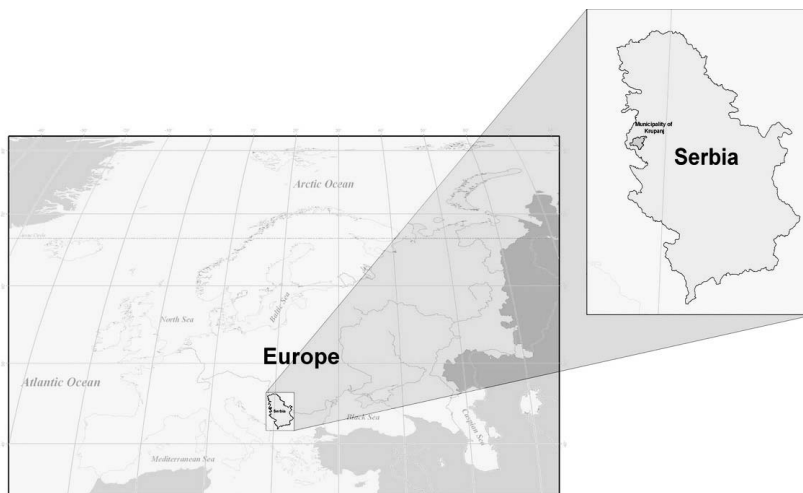 Municipality of
Krupanj
Serbia
Arctic Ocean
North Sea
Baltic Sea
Europe
Atlantic Ocean
Serbia
Black Sea
Caspian Sea
Mediterranean Sea